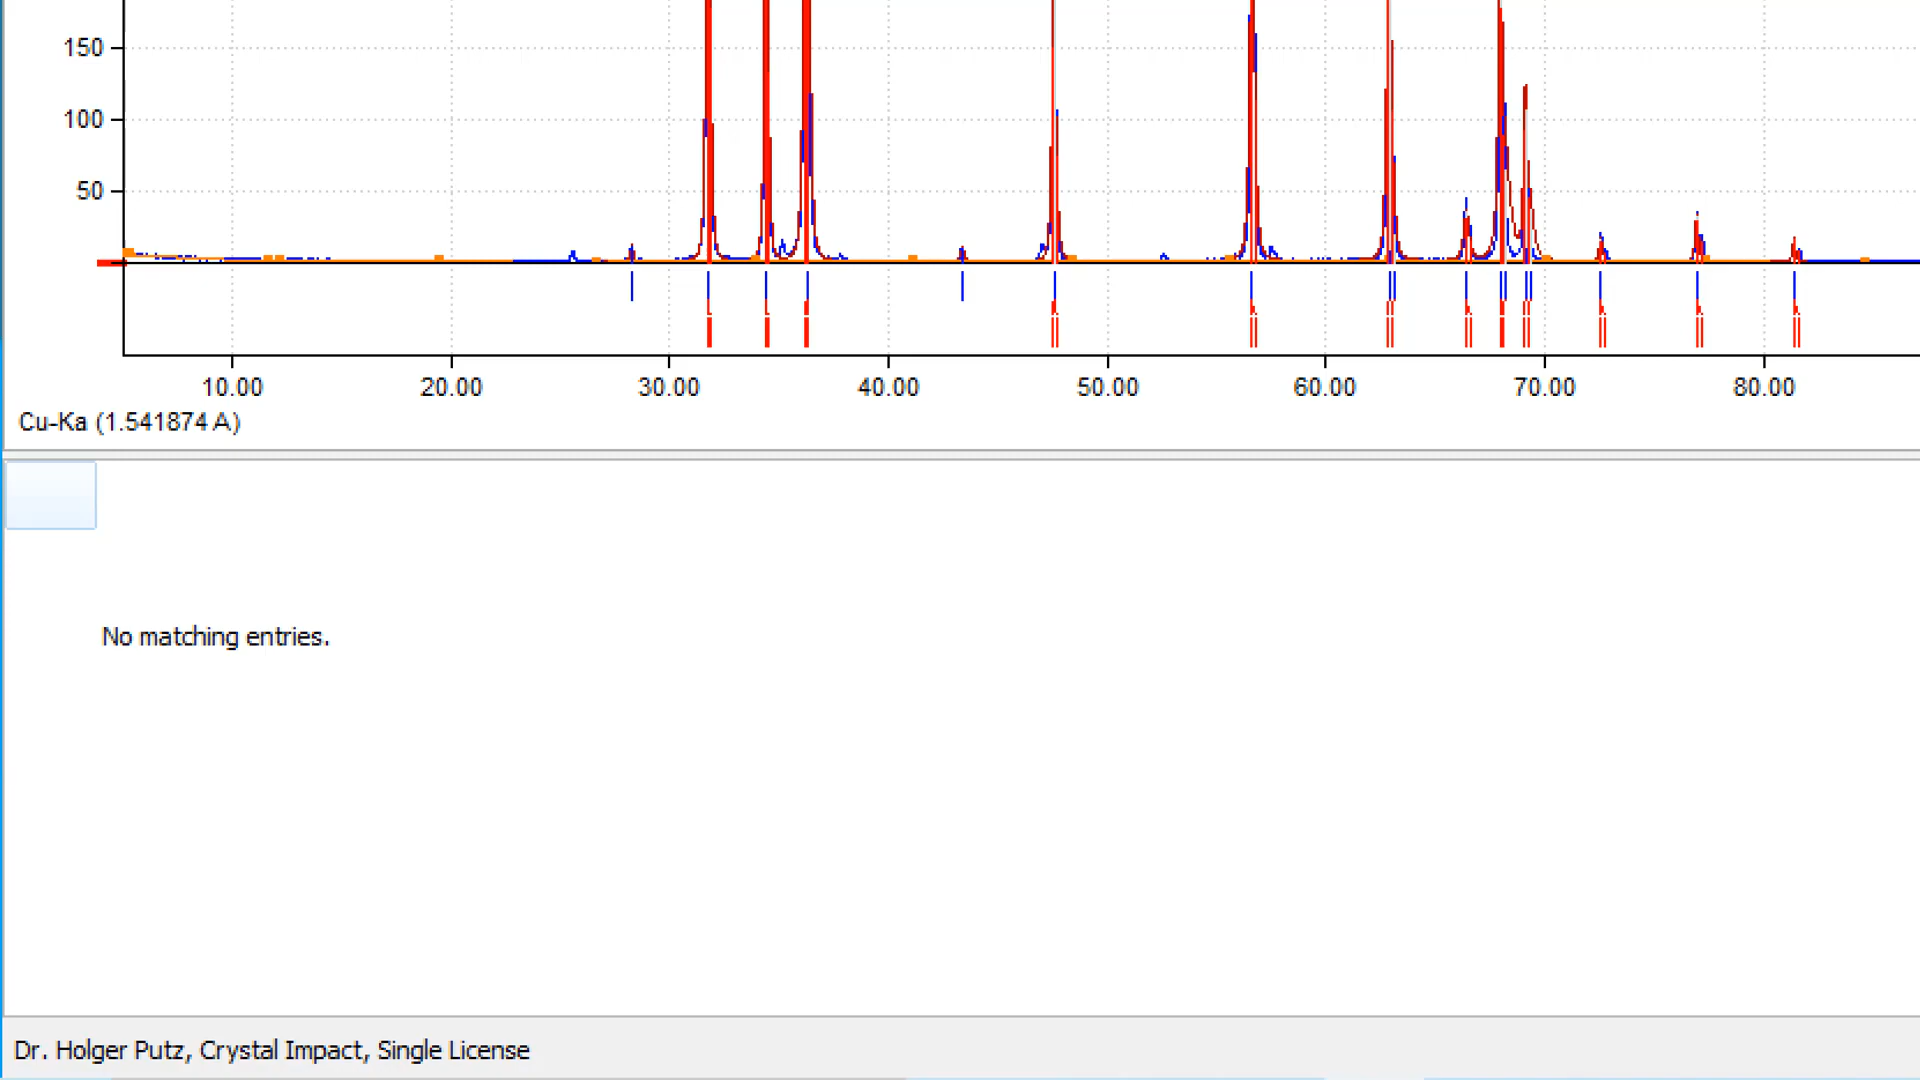 150
100
50
10.00 20.00 30.00 40.00 50.00 60.00 70.00 80.00
Cu-Ka (1.541874 A)
No matching entries.
Dr. Holger Putz, Crystal Impact, Single License